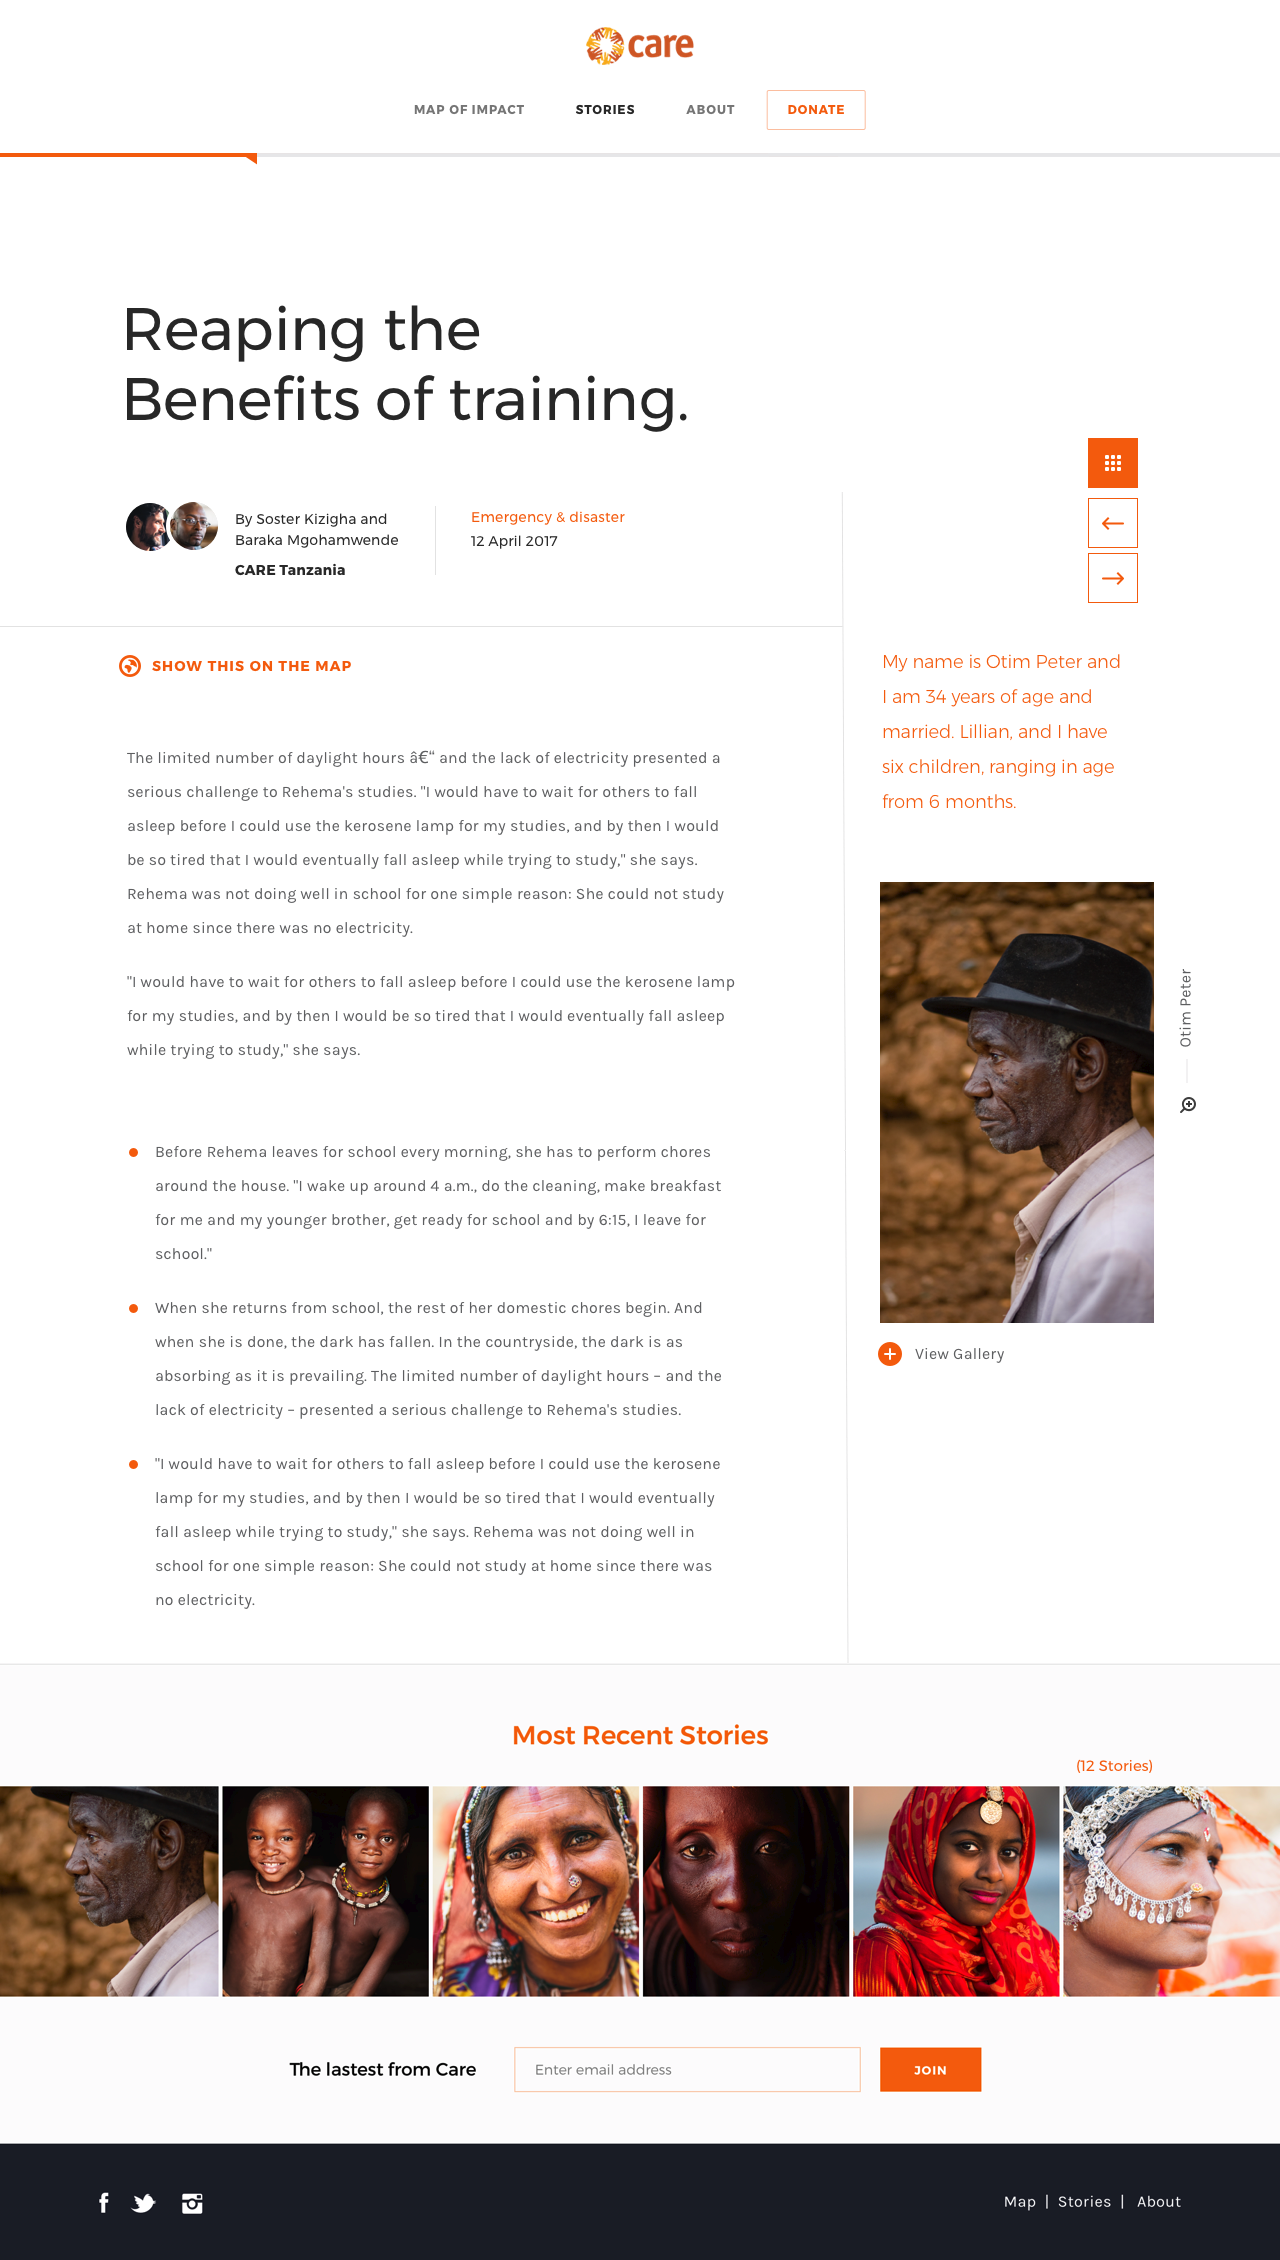 care
MAP OF IMPACT
STORIES
ABOUT
DONATE
Reaping the
Benefits of training.
By Soster Kizigha and
Baraka Mgohamwende
CARE Tanzania
Emergency & disaster
12 April 2017
SHOW THIS ON THE MAP
The limited number of daylight hours â€“ and the lack of electricity presented a
serious challenge to Rehema's studies. "I would have to wait for others to fall
asleep before I could use the kerosene lamp for my studies, and by then I would
be so tired that I would eventually fall asleep while trying to study," she says.
Rehema was not doing well in school for one simple reason: She could not study
at home since there was no electricity.
"I would have to wait for others to fall asleep before I could use the kerosene lamp
for my studies, and by then I would be so tired that I would eventually fall asleep
while trying to study," she says.
Before Rehema leaves for school every morning, she has to perform chores
around the house. "I wake up around 4 a.m., do the cleaning, make breakfast
for me and my younger brother, get ready for school and by 6:15, I leave for
school."
When she returns from school, the rest of her domestic chores begin. And
when she is done, the dark has fallen. In the countryside, the dark is as
absorbing as it is prevailing. The limited number of daylight hours – and the
lack of electricity – presented a serious challenge to Rehema's studies.
"I would have to wait for others to fall asleep before I could use the kerosene
lamp for my studies, and by then I would be so tired that I would eventually
fall asleep while trying to study," she says. Rehema was not doing well in
school for one simple reason: She could not study at home since there was
no electricity.
My name is Otim Peter and
I am 34 years of age and
married. Lillian, and I have
six children, ranging in age
from 6 months.
Otim Peter
View Gallery
Most Recent Stories
(12 Stories)
The lastest from Care
Enter email address
JOIN
Map | Stories | About